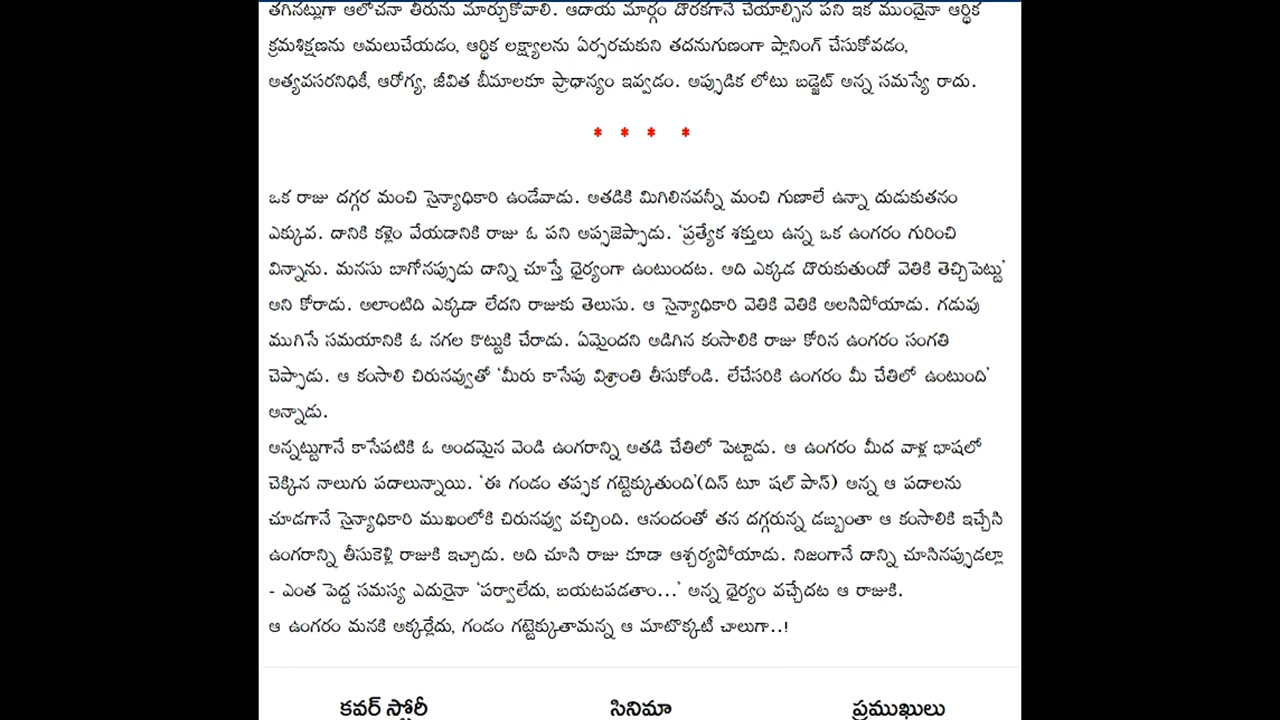 తగినట్లుగా ఆలోచనా తీరును మార్చుకోవాలి. ఆదాయ మార్గం దొరకగానే చేయాల్సిన పని ఇక ముందైనా ఆర్థిక
క్రమశిక్షణను అమలుచేయడం, ఆర్థిక లక్ష్యాలను ఏర్పరచుకుని తదనుగుణంగా ప్లానింగ్ చేసుకోవడం,
అత్యవసరనిధికీ, ఆరోగ్య, జీవిత బీమాలకూ ప్రాధాన్యం ఇవ్వడం. అప్పుడిక లోటు బడ్జెట్ అన్న సమస్యే రాదు.
* * * *
ఒక రాజు దగ్గర మంచి సైన్యాధికారి ఉండేవాడు. అతడికి మిగిలినవన్నీ మంచి గుణాలే ఉన్నా దుడుకుతనం
ఎక్కువ. దానికి కళ్లెం వేయడానికి రాజు ఓ పని అప్పజెప్పాడు. ‘ప్రత్యేక శక్తులు ఉన్న ఒక ఉంగరం గురించి
విన్నాను. మనసు బాగోనప్పుడు దాన్ని చూస్తే ధైర్యంగా ఉంటుందట. అది ఎక్కడ దొరుకుతుందో వెతికి తెచ్చిపెట్టు’
అని కోరాడు. అలాంటిది ఎక్కడా లేదని రాజుకు తెలుసు. ఆ సైన్యాధికారి వెతికి వెతికి అలసిపోయాడు. గడువు
ముగిసే సమయానికి ఓ నగల కొట్టుకి చేరాడు. ఏమైందని అడిగిన కంసాలికి రాజు కోరిన ఉంగరం సంగతి
చెప్పాడు. ఆ కంసాలి చిరునవ్వుతో ‘మీరు కాసేపు విశ్రాంతి తీసుకోండి. లేచేసరికి ఉంగరం మీ చేతిలో ఉంటుంది’
అన్నాడు.
అన్నట్టుగానే కాసేపటికి ఓ అందమైన వెండి ఉంగరాన్ని అతడి చేతిలో పెట్టాడు. ఆ ఉంగరం మీద వాళ్ల భాషలో
చెక్కిన నాలుగు పదాలున్నాయి. ‘ఈ గండం తప్పక గట్టెక్కుతుంది’(దిస్ టూ షల్ పాస్) అన్న ఆ పదాలను
చూడగానే సైన్యాధికారి ముఖంలోకి చిరునవ్వు వచ్చింది. ఆనందంతో తన దగ్గరున్న డబ్బంతా ఆ కంసాలికి ఇచ్చేసి
ఉంగరాన్ని తీసుకెళ్లి రాజుకి ఇచ్చాడు. అది చూసి రాజు కూడా ఆశ్చర్యపోయాడు. నిజంగానే దాన్ని చూసినప్పుడల్లా
- ఎంత పెద్ద సమస్య ఎదురైనా ‘పర్వాలేదు, బయటపడతాం...’ అన్న ధైర్యం వచ్చేదట ఆ రాజుకి.
ఆ ఉంగరం మనకి అక్కర్లేదు, గండం గట్టెక్కుతామన్న ఆ మాటొక్కటీ చాలుగా..!
కవర్ స్టోరీ
సినిమా
ప్రముఖులు